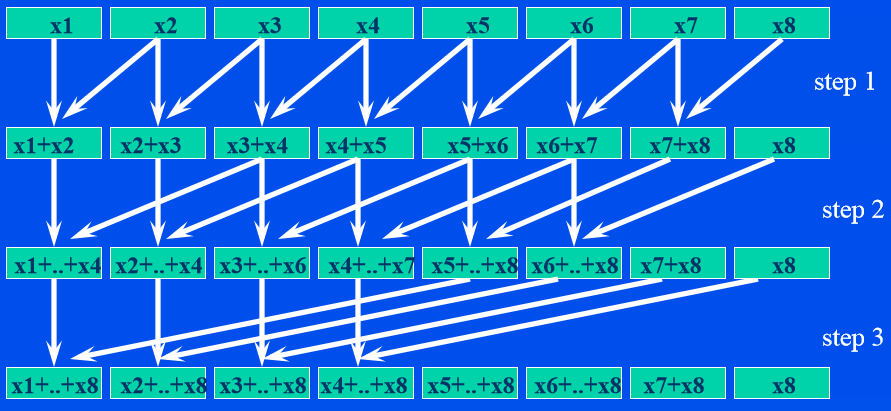 x1 x2 x3 x4 x5 x6 x7 x8
step 1
x1+x2 x2+x3 x3+x4 x4+x5 x5+x6 x6+x7 x7+x8 x8
step 2
x1+..+x4 x2+..+x4 x3+..+x6 x4+..+x7 x5+..+x8 x6+..+x8 x7+x8 x8
step 3
x1+..+x8 x2+..+x8 x3+..+x8 x4+..+x8 x5+..+x8 x6+..+x8 x7+x8 x8